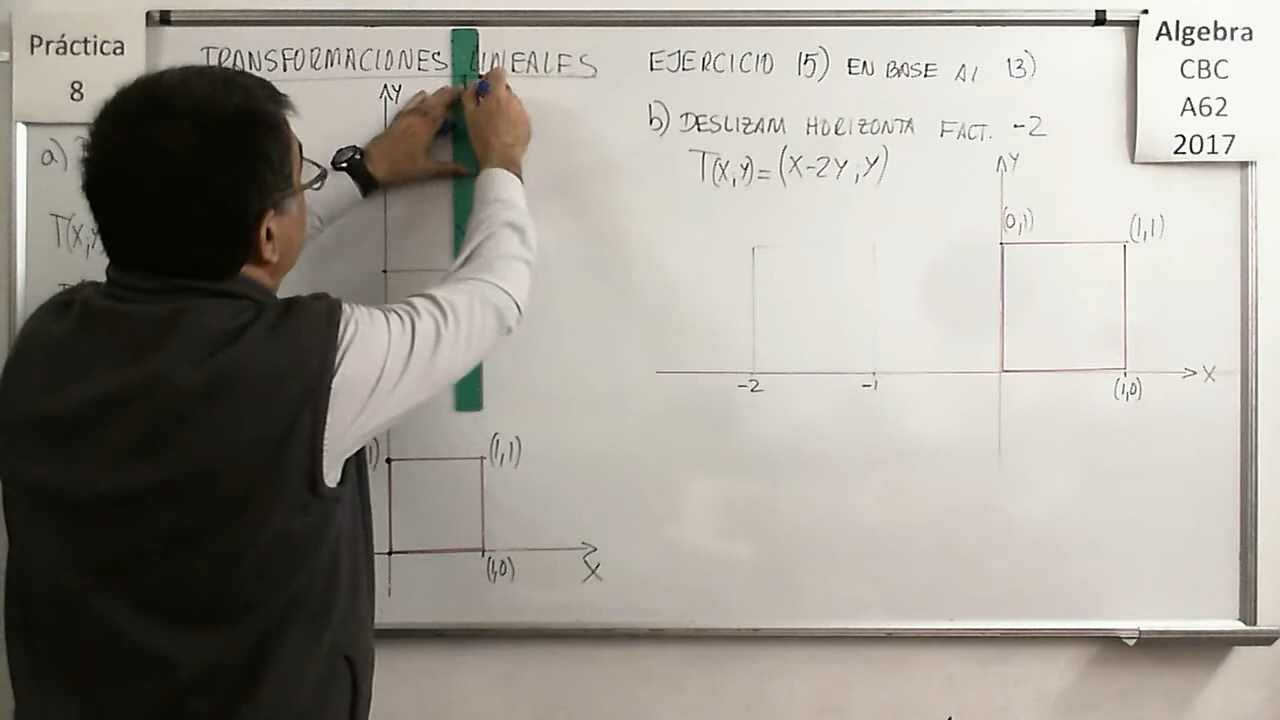 Práctica
8
TRANSFORMACIONES LINEALES
a)
T(X,Y
Y
1)
(1,1)
(1,0)
X
EJERCICIO 15) EN BASE AL 13)
b) DESLIZAM HORIZONTA FACT. -2
T(X,Y)=(X-2Y,Y)
Y
(0,1)
(1,1)
-2
-1
(1,0)
X
Algebra
CBC
A62
2017